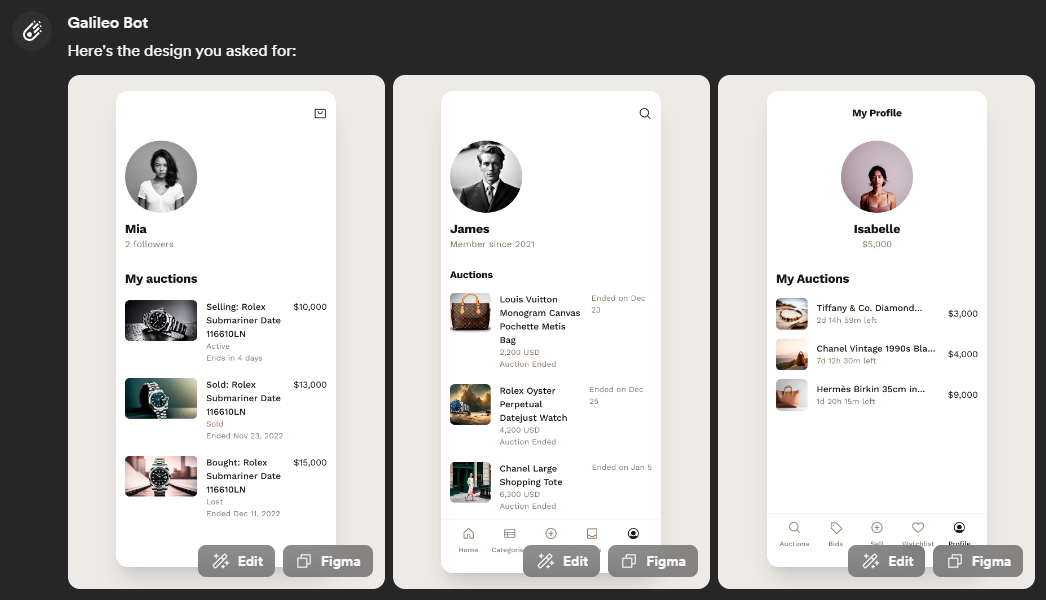 Galileo Bot
Here's the design you asked for:
Mia
2 followers
My auctions
Selling: Rolex
Submariner Date
116610LN
$10,000
Active
Ends in 4 days
Sold: Rolex
Submariner Date
116610LN
$13,000
Sold
Ended Nov 23, 2022
Bought: Rolex
Submariner Date
116610LN
$15,000
Lost
Ended Dec 11, 2022
Edit
Figma
James
Member since 2021
Auctions
Louis Vuitton
Monogram Canvas
Pochette Metis
Bag
2,200 USD
Auction Ended
Ended on Dec
23
Rolex Oyster
Perpetual
Datejust Watch
4,200 USD
Auction Ended
Ended on Dec
25
Chanel Large
Shopping Tote
6,300 USD
Auction Ended
Ended on Jan 5
Home
Edit
Figma
My Profile
Isabelle
$5,000
My Auctions
Tiffany & Co. Diamond...
2d 14h 59m left
$3,000
Chanel Vintage 1990s Bla...
7d 12h 30m left
$4,000
Hermès Birkin 35cm in...
1d 20h 15m left
$9,000
Auctions
Bids
Sell
Watchlist
Profile
Edit
Figma